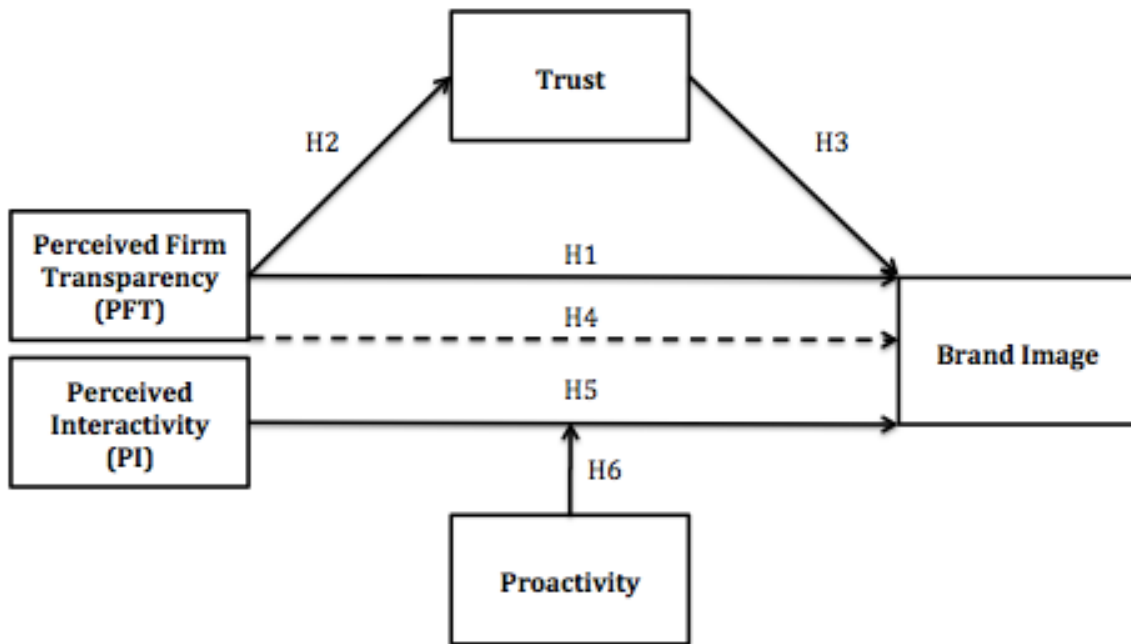 Trust
H2
H3
Perceived Firm
Transparency
(PFT)
H1
H4
Brand Image
Perceived
Interactivity
(PI)
H5
H6
Proactivity